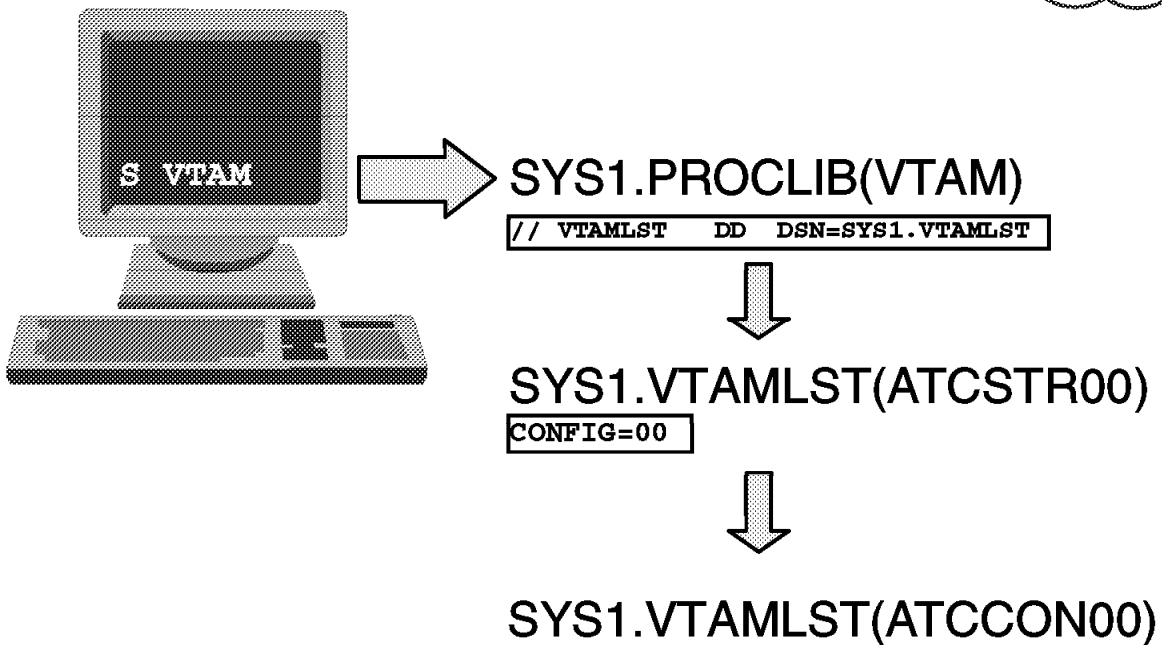 S VTAM
SYS1.PROCLIB(VTAM)
// VTAMLST DD DSN=SYS1.VTAMLST
SYS1.VTAMLST(ATCSTR00)
CONFIG=00
SYS1.VTAMLST(ATCCON00)